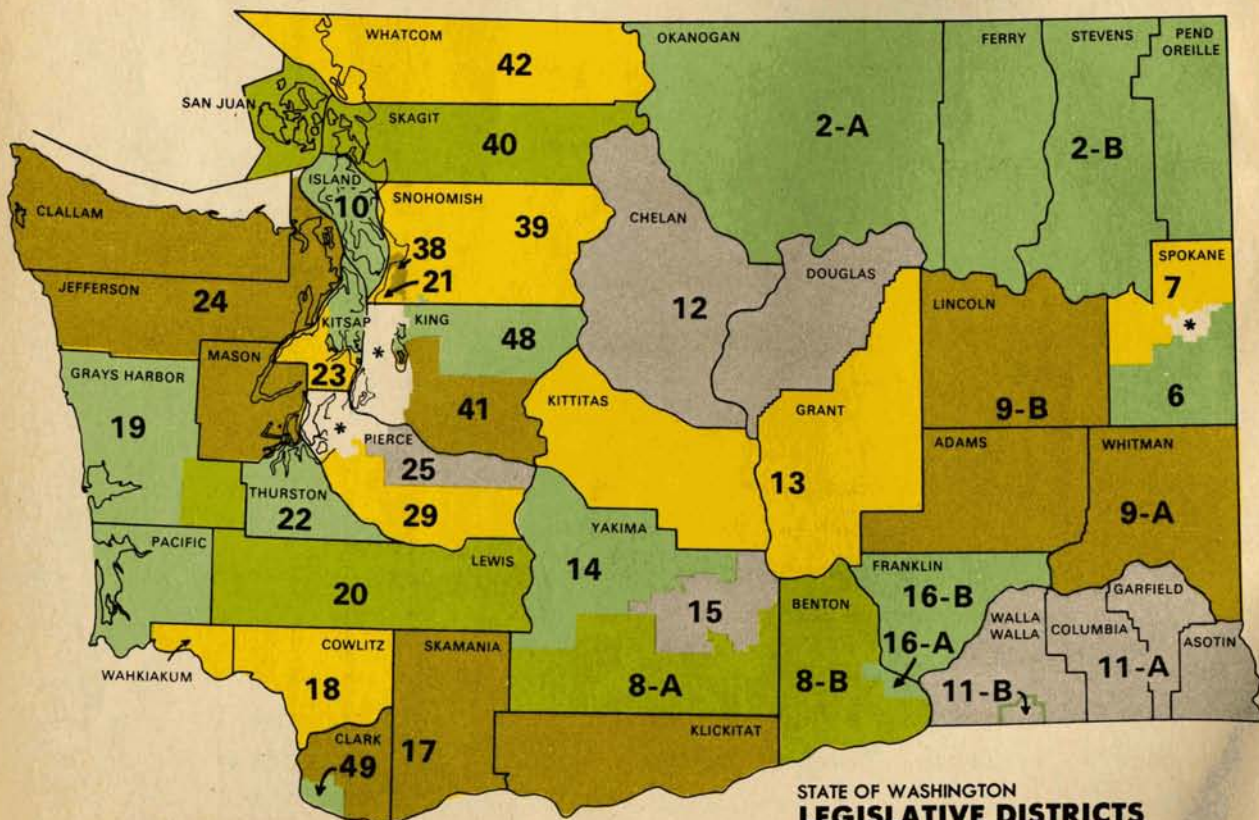 WHATCOM
42
OKANOGAN
2-A
FERRY
STEVENS
2-B
PEND
OREILLE
SAN JUAN
SKAGIT
40
ISLAND
10
SNOHOMISH
39
38
21
CLALLAM
JEFFERSON
24
CHELAN
12
DOUGLAS
SPOKANE
7
*
6
LINCOLN
9-B
KITSAP
23
KING
*
48
41
MASON
GRAYS HARBOR
19
KITTITAS
GRANT
13
ADAMS
WHITMAN
9-A
*
PIERCE
25
29
THURSTON
22
YAKIMA
14
15
PACIFIC
LEWIS
20
FRANKLIN
16-B
16-A
BENTON
8-B
8-A
WALLA
WALLA
11-B
COLUMBIA
GARFIELD
11-A
ASOTIN
WAHKIAKUM
COWLITZ
18
SKAMANIA
17
CLARK
49
KLICKITAT
STATE OF WASHINGTON
LEGISLATIVE DISTRICTS